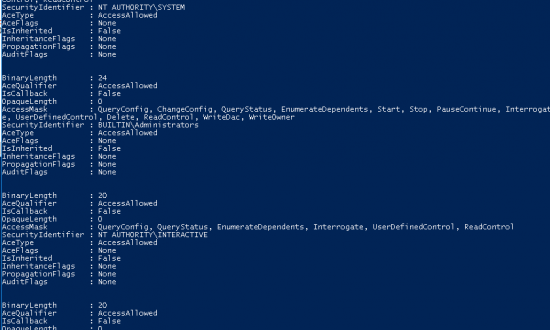 ontrol, ReadControl
SecurityIdentifier : NT AUTHORITY\SYSTEM
AceType : AccessAllowed
AceFlags : None
IsInherited : False
InheritanceFlags : None
PropagationFlags : None
AuditFlags : None
BinaryLength : 24
AceQualifier : AccessAllowed
IsCallback : False
OpaqueLength : 0
AccessMask : QueryConfig, ChangeConfig, QueryStatus, EnumerateDependents, Start, Stop, PauseContinue, Interrogat
e, UserDefinedControl, Delete, ReadControl, WriteDac, WriteOwner
SecurityIdentifier : BUILTIN\Administrators
AceType : AccessAllowed
AceFlags : None
IsInherited : False
InheritanceFlags : None
PropagationFlags : None
AuditFlags : None
BinaryLength : 20
AceQualifier : AccessAllowed
IsCallback : False
OpaqueLength : 0
AccessMask : QueryConfig, QueryStatus, EnumerateDependents, Interrogate, UserDefinedControl, ReadControl
SecurityIdentifier : NT AUTHORITY\INTERACTIVE
AceType : AccessAllowed
AceFlags : None
IsInherited : False
InheritanceFlags : None
PropagationFlags : None
AuditFlags : None
BinaryLength : 20
AceQualifier : AccessAllowed
IsCallback : False
OpaqueLength : 0